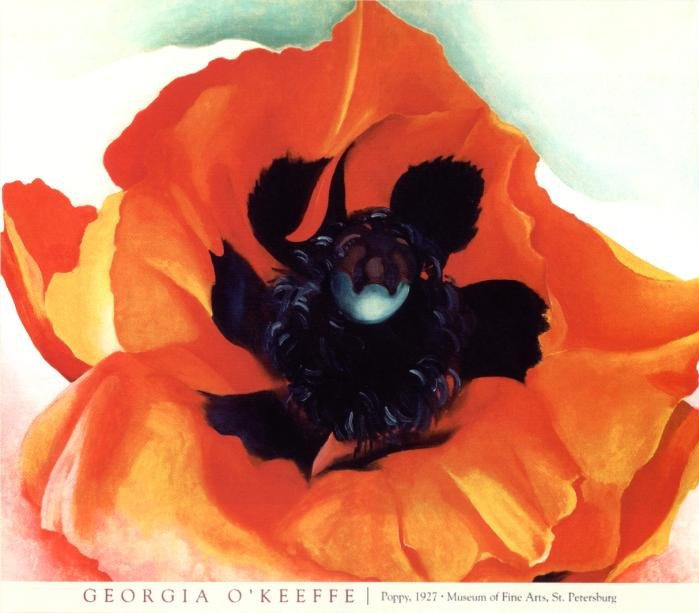 GEORGIA O'KEEFFE | Poppy, 1927 • Museum of Fine Arts, St. Petersburg